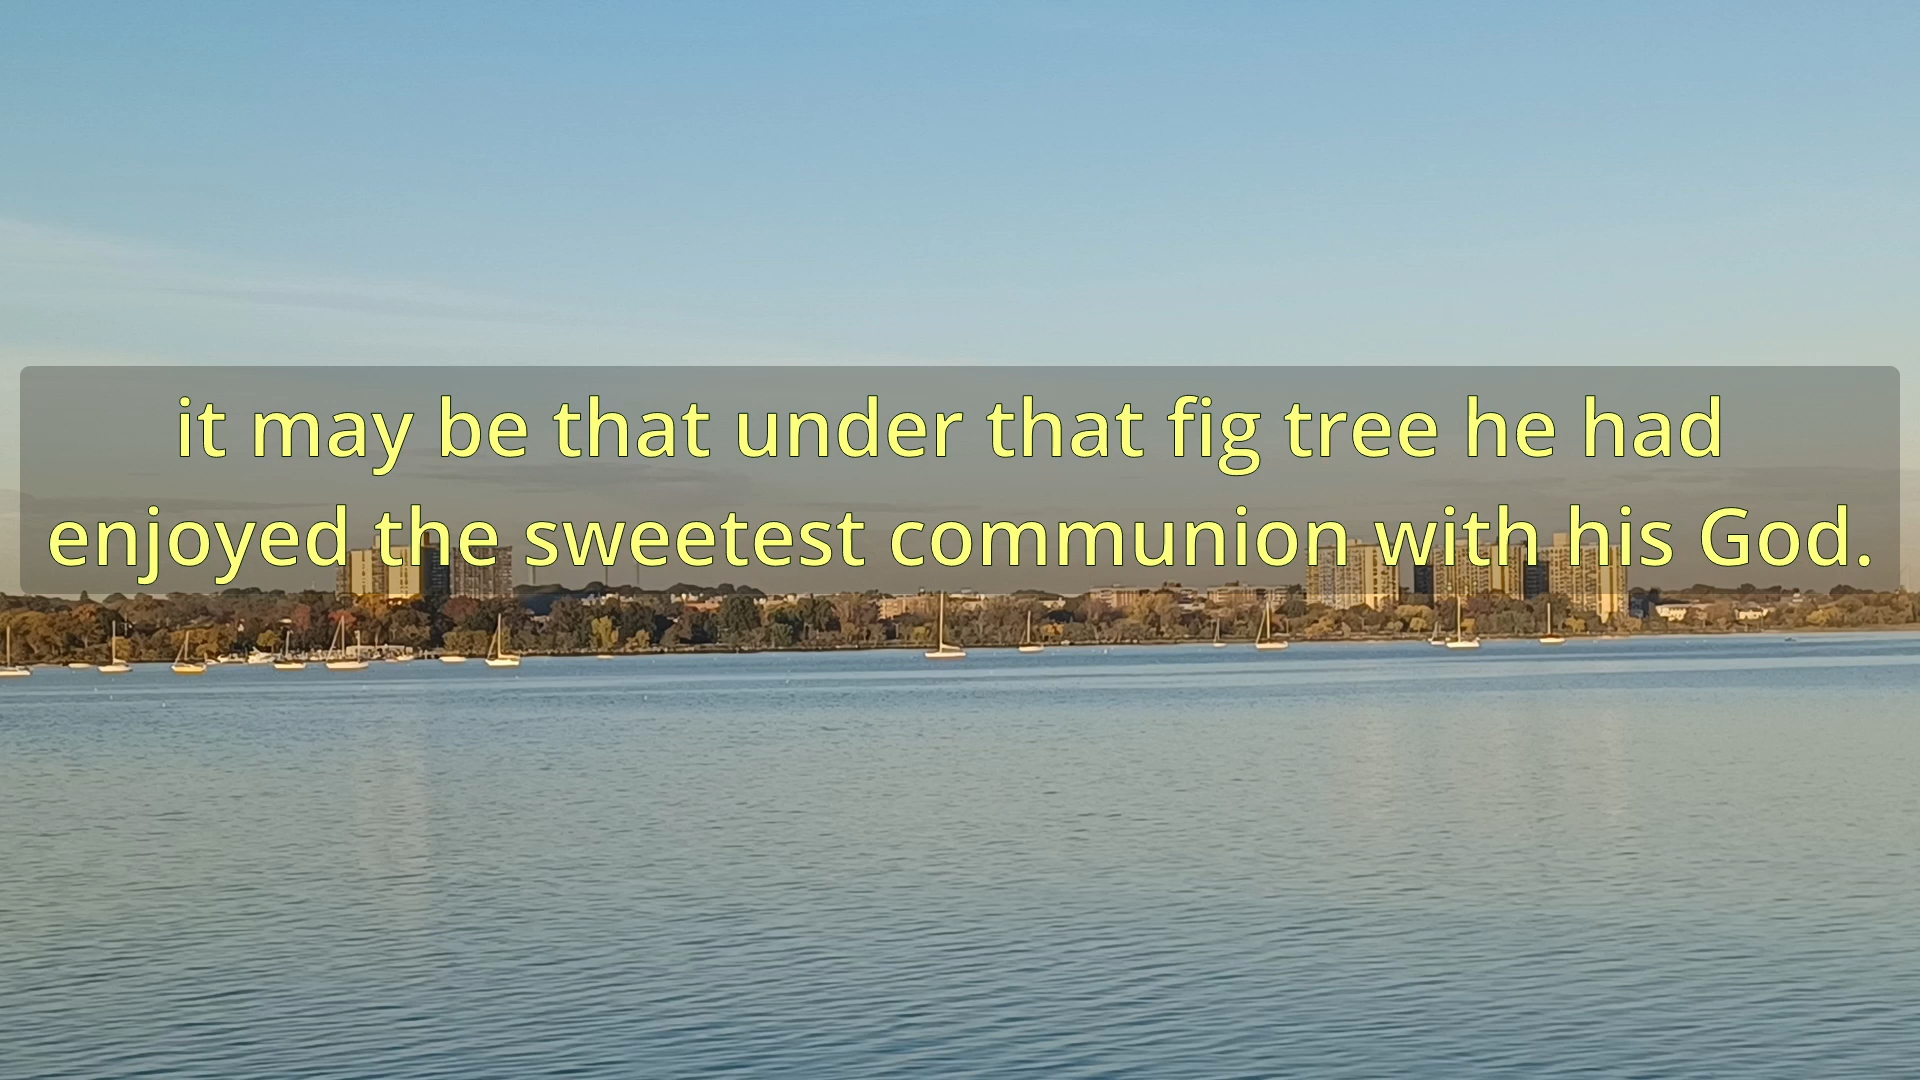 it may be that under that fig tree he had
enjoyed the sweetest communion with his God.